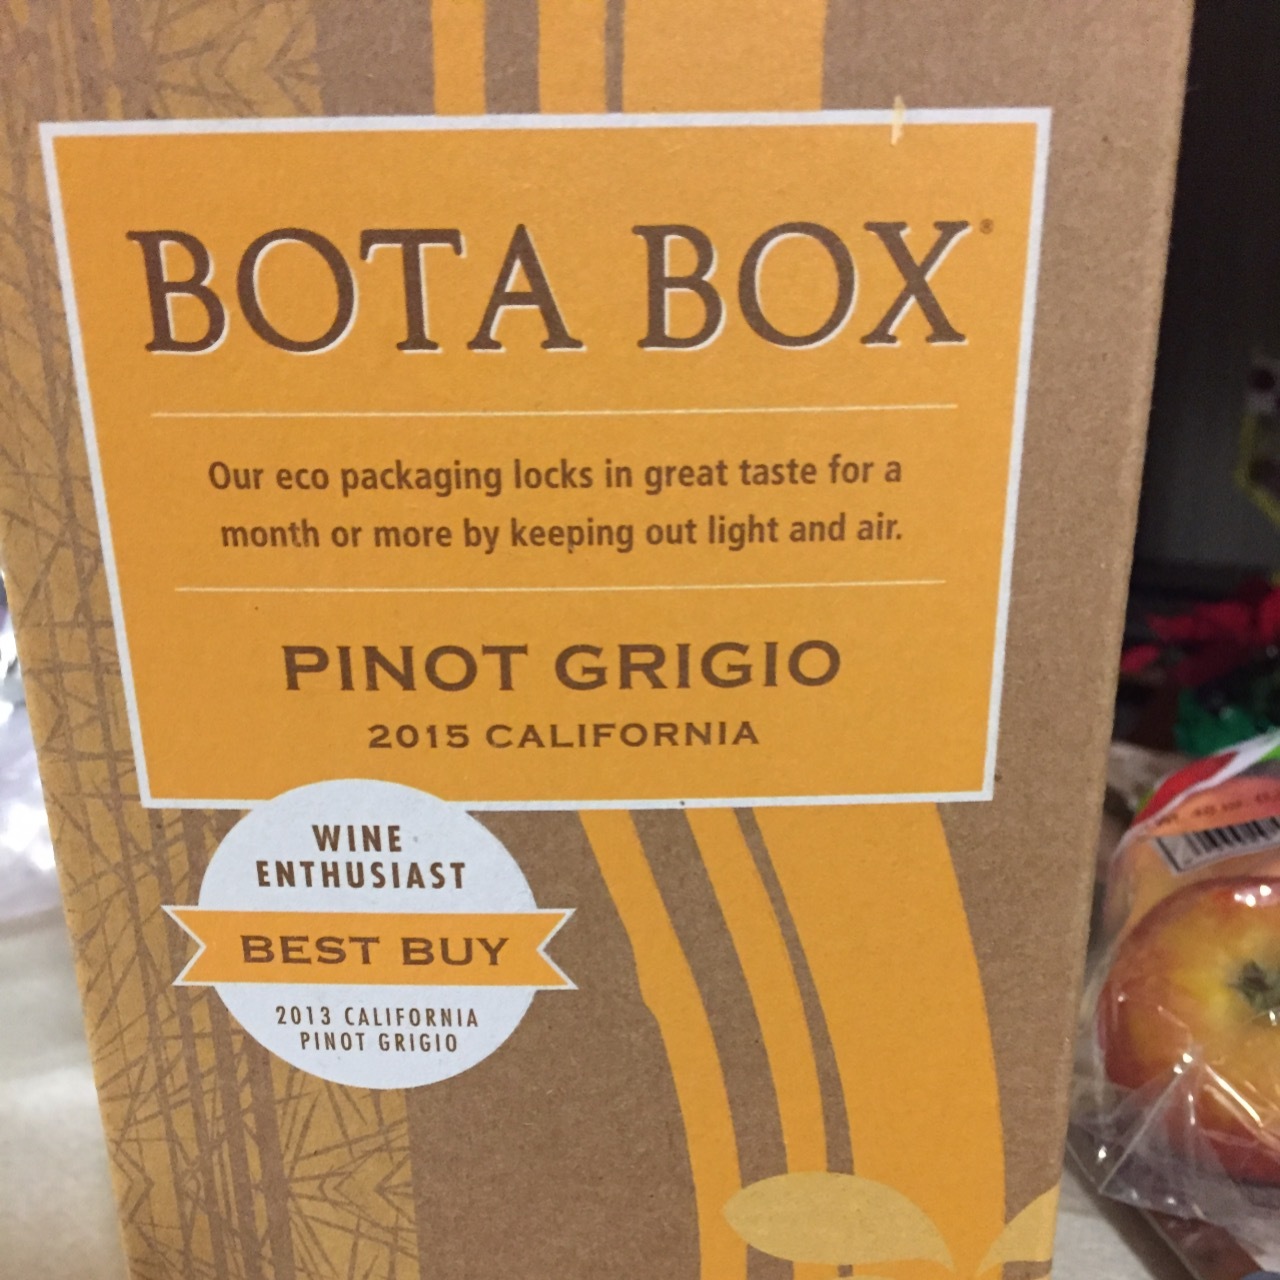 BOTA BOX®
Our eco packaging locks in great taste for a
month or more by keeping out light and air.
PINOT GRIGIO
2015 CALIFORNIA
WINE
ENTHUSIAST
BEST BUY
2013 CALIFORNIA
PINOT GRIGIO